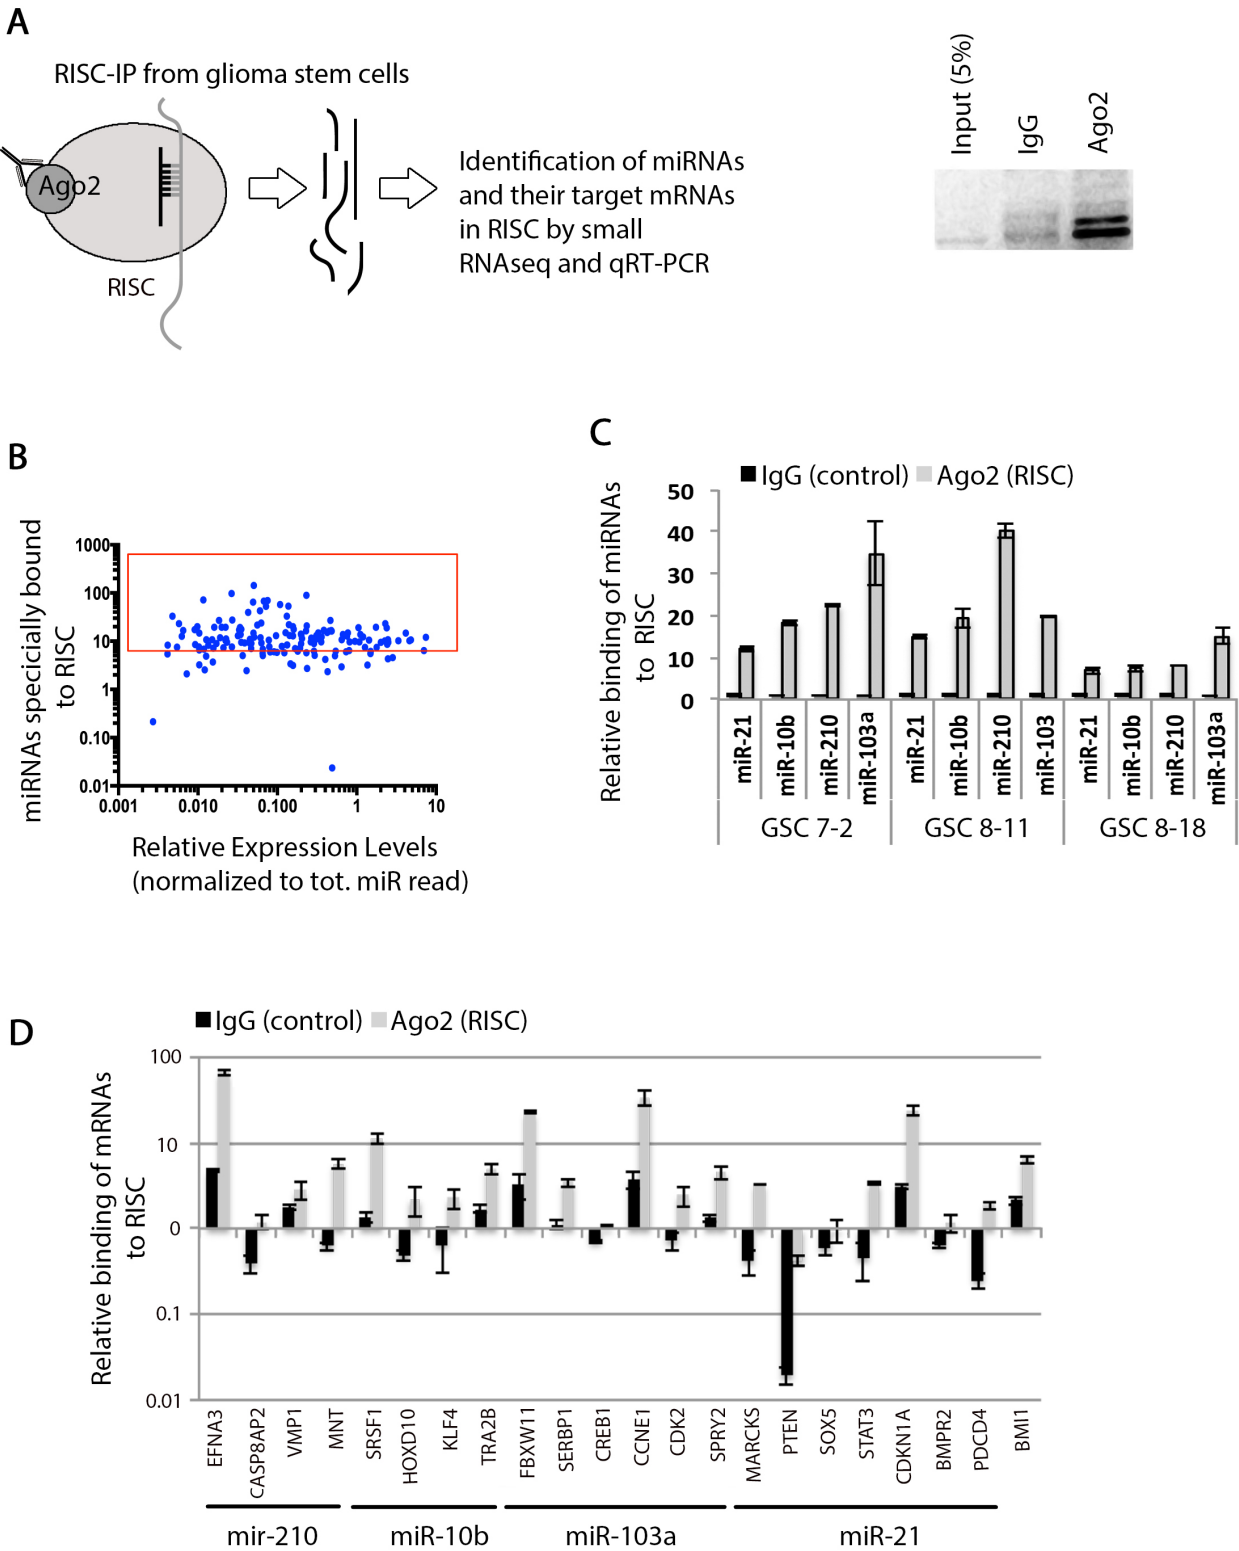 A
RISC-IP from glioma stem cells
Ago2
RISC
Identification of miRNAs
and their target mRNAs
in RISC by small
RNAseq and qRT-PCR
Input (5%)
IgG
Ago2
B
miRNAs specicially bound
to RISC
1000
100
10
1
0.10
0.01
0.001
0.010
0.100
1
10
Relative Expression Levels
(normalized to tot. miR read)
C
IgG (control)
Ago2 (RISC)
Relative binding of miRNAs
to RISC
50
40
30
20
10
0
miR-21
miR-10b
miR-210
miR-103a
miR-21
miR-10b
miR-210
miR-103
miR-21
miR-10b
miR-210
miR-103a
GSC 7-2
GSC 8-11
GSC 8-18
D
IgG (control)
Ago2 (RISC)
Relative binding of mRNAs
to RISC
100
10
0
0.1
0.01
EFNA3
CASP8AP2
VMP1
MNT
SRSF1
HOXD10
KLF4
TRA2B
FBXW11
SERBP1
CREB1
CCNE1
CDK2
SPRY2
MARCKS
PTEN
SOX5
STAT3
CDKN1A
BMPR2
PDCD4
BMI1
mir-210
miR-10b
miR-103a
miR-21